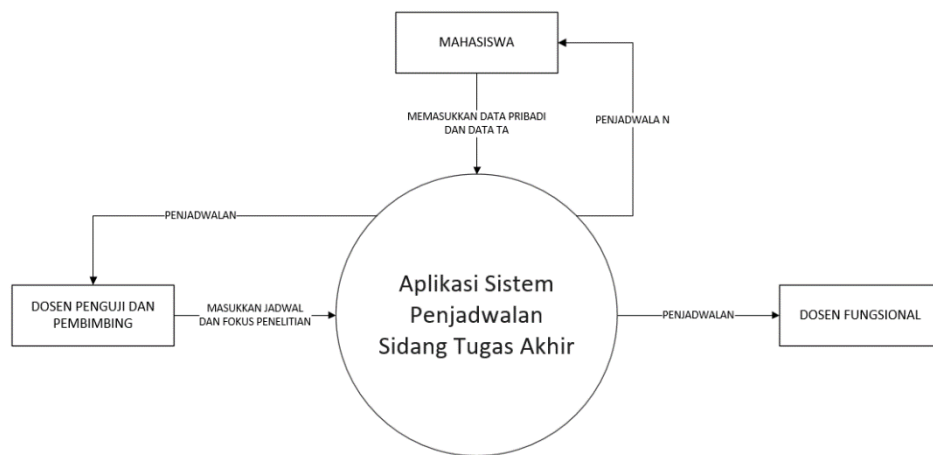 MAHASISWA
MEMASUKKAN DATA PRIBADI
DAN DATA TA
PENJADWALA N
PENJADWALAN
DOSEN PENGUJI DAN
PEMBIMBING
MASUKKAN JADWAL
DAN FOKUS PENELITIAN
Aplikasi Sistem
Penjadwalan
Sidang Tugas Akhir
PENJADWALAN
DOSEN FUNGSIONAL